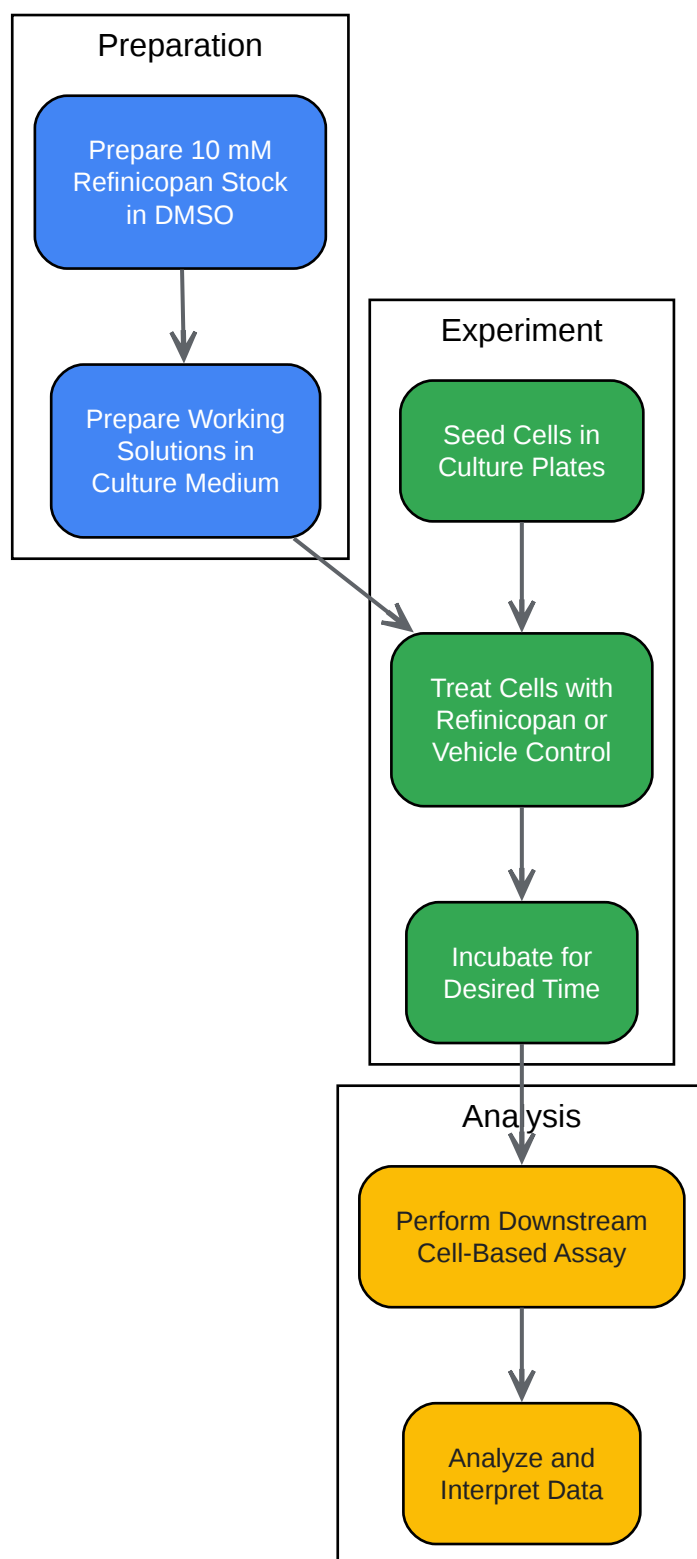 Preparation
Prepare 10 mM
Refinicopan Stock
in DMSO
Prepare Working
Solutions in
Culture Medium
Experiment
Seed Cells in
Culture Plates
Treat Cells with
Refinicopan or
Vehicle Control
Incubate for
Desired Time
Analysis
Perform Downstream
Cell-Based Assay
Analyze and
Interpret Data